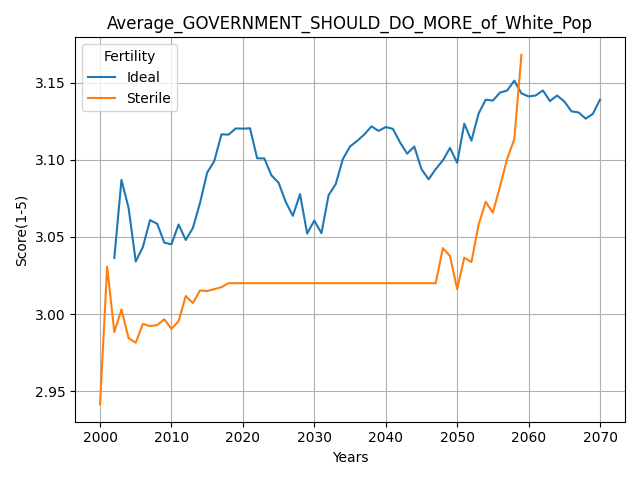 Average_GOVERNMENT_SHOULD_DO_MORE_of_White_Pop
Fertility
Ideal
Sterile
3.15
3.10
3.05
3.00
2.95
Score(1-5)
2000 2010 2020 2030 2040 2050 2060 2070
Years